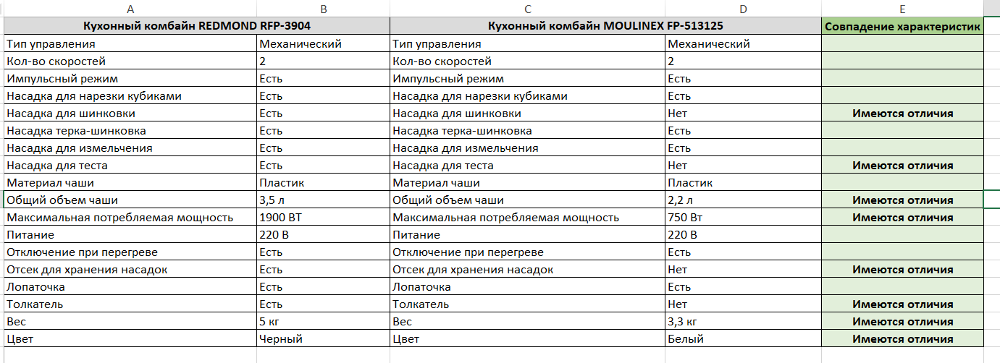 A B C D E
Кухонный комбайн REDMOND RFP-3904 Кухонный комбайн MOULINEX FP-513125 Совпадение характеристик
Тип управления Механический Тип управления Механический
Кол-во скоростей 2 Кол-во скоростей 2
Импульсный режим Есть Импульсный режим Есть
Насадка для нарезки кубиками Есть Насадка для нарезки кубиками Есть
Насадка для шинковки Есть Насадка для шинковки Нет Имеются отличия
Насадка терка-шинковка Есть Насадка терка-шинковка Есть
Насадка для измельчения Есть Насадка для измельчения Есть
Насадка для теста Есть Насадка для теста Нет Имеются отличия
Материал чаши Пластик Материал чаши Пластик
Общий объем чаши 3,5 л Общий объем чаши 2,2 л Имеются отличия
Максимальная потребляемая мощность 1900 ВТ Максимальная потребляемая мощность 750 Вт Имеются отличия
Питание 220 В Питание 220 В
Отключение при перегреве Есть Отключение при перегреве Есть
Отсек для хранения насадок Есть Отсек для хранения насадок Нет Имеются отличия
Лопаточка Есть Лопаточка Есть
Толкатель Есть Толкатель Нет Имеются отличия
Вес 5 кг Вес 3,3 кг Имеются отличия
Цвет Черный Цвет Белый Имеются отличия